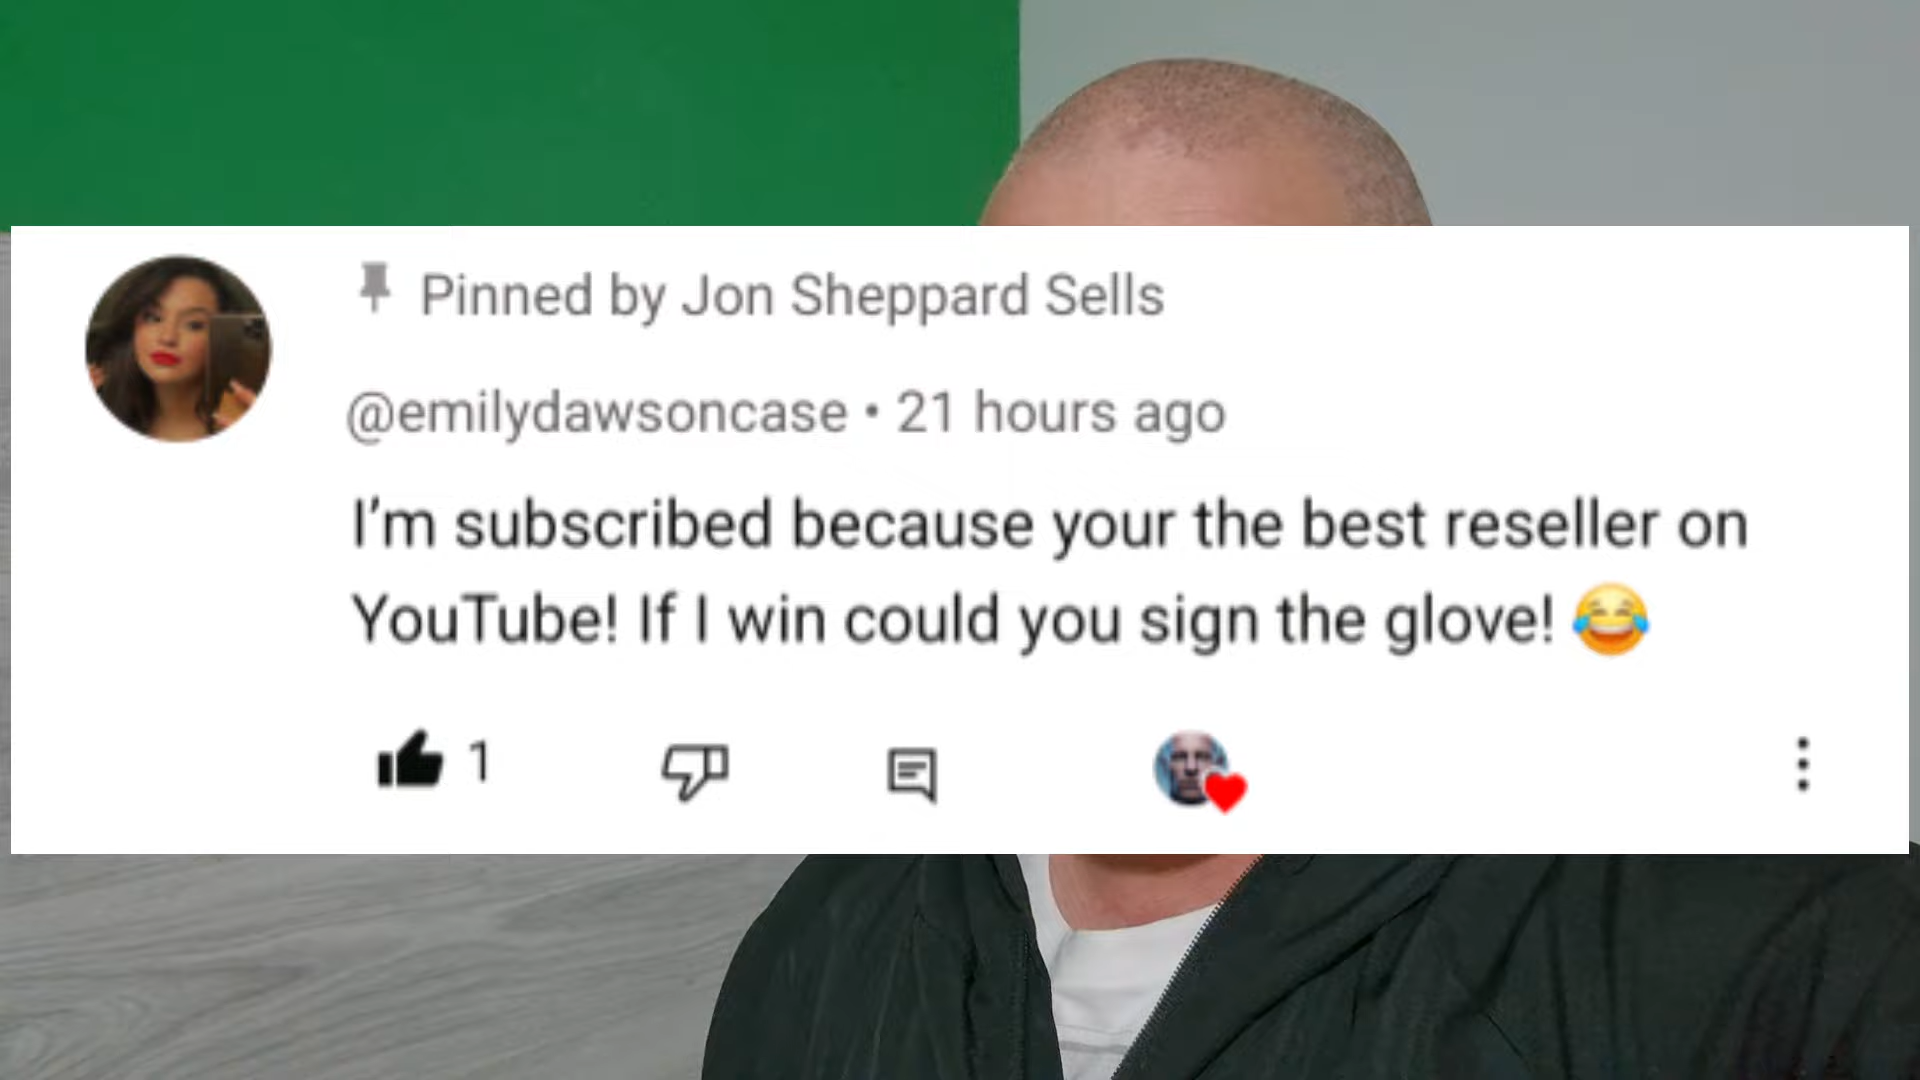 Pinned by Jon Sheppard Sells
@emilydawsoncase • 21 hours ago
I'm subscribed because your the best reseller on
YouTube! If I win could you sign the glove! 😂
1